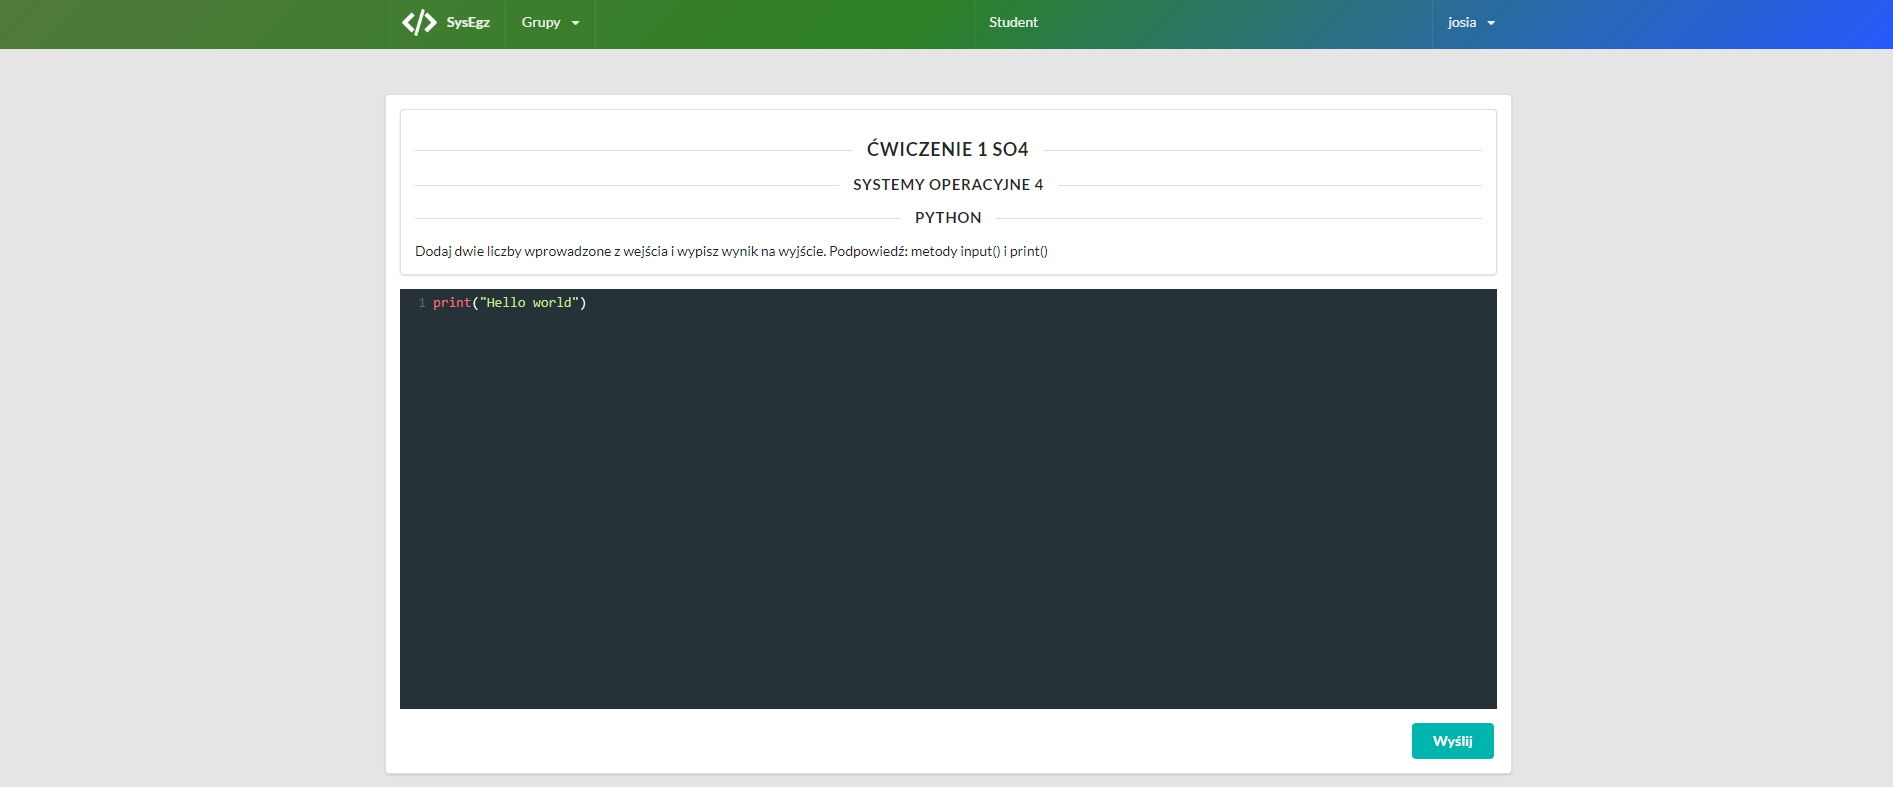 </> SysEgz Grupy Student josia
ĆWICZENIE 1 SO4
SYSTEMY OPERACYJNE 4
PYTHON
Dodaj dwie liczby wprowadzone z wejścia i wypisz wynik na wyjście. Podpowiedź: metody input() i print()
1 print("Hello world")
Wyślij